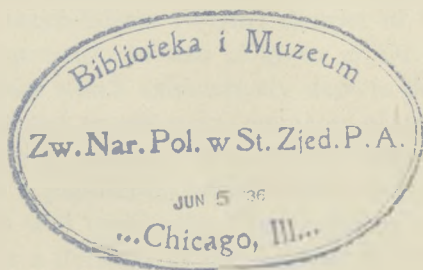 Biblioteka i Muzeum
Zw. Nar. Pol. w St. Zjed. P. A.
JUN 5 '36
...Chicago, Ill...